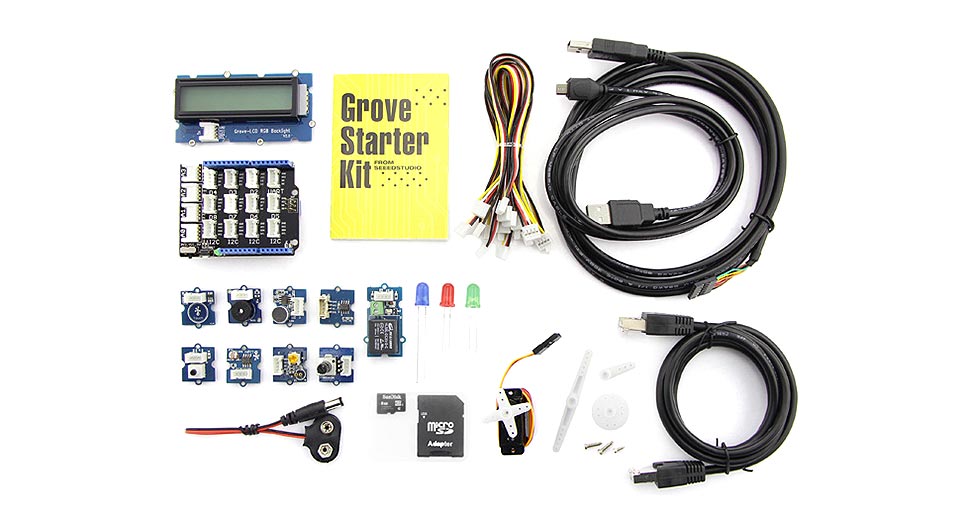 Grove-LCD RGB Backlight
V2.0
Grove
Starter
Kit FROM
SEEEDSTUDIO
D4 D3 D2 UART
D8 D7 D6 D5
I2C I2C I2C I2C
SanDisk
8GB
micro
SD
Adapter